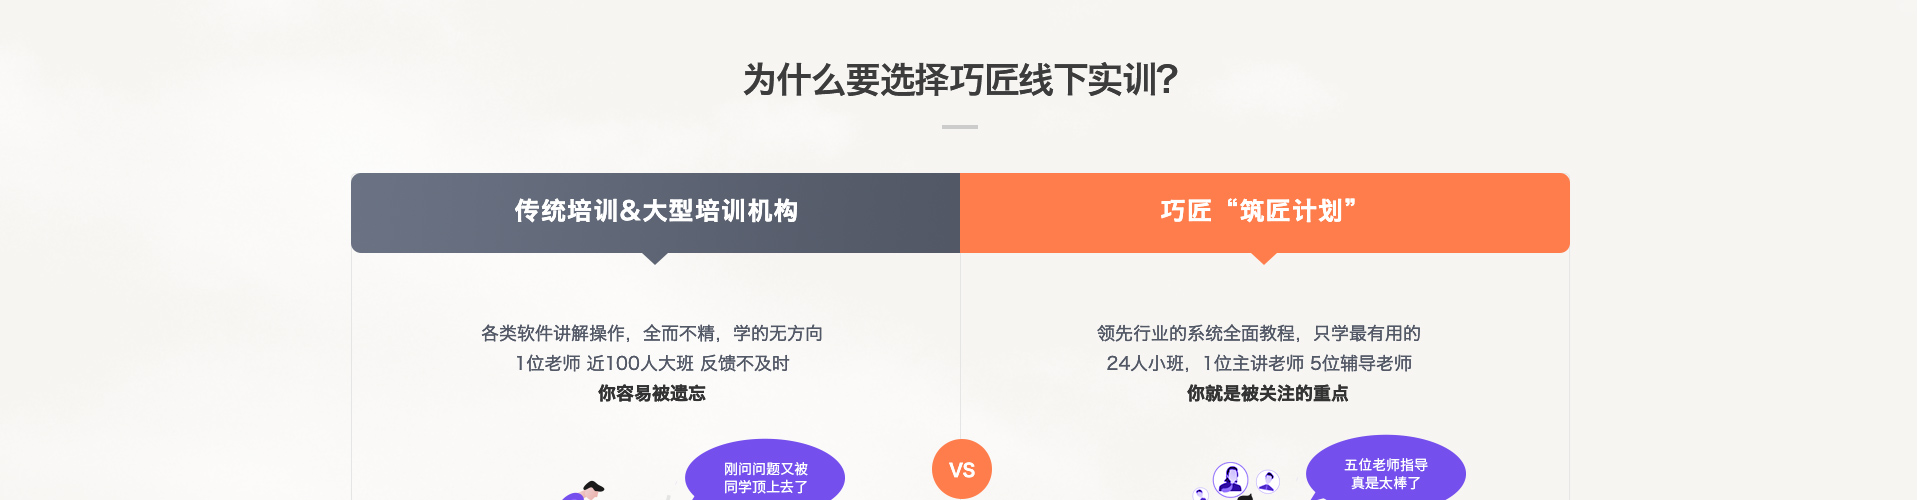 为什么要选择巧匠线下实训?
传统培训&大型培训机构
巧匠“筑匠计划”
各类软件讲解操作，全而不精，学的无方向
1位老师 近100人大班 反馈不及时
你容易被遗忘
领先行业的系统全面教程，只学最有用的
24人小班，1位主讲老师 5位辅导老师
你就是被关注的重点
刚问问题又被
同学顶上去了
VS
五位老师指导
真是太棒了